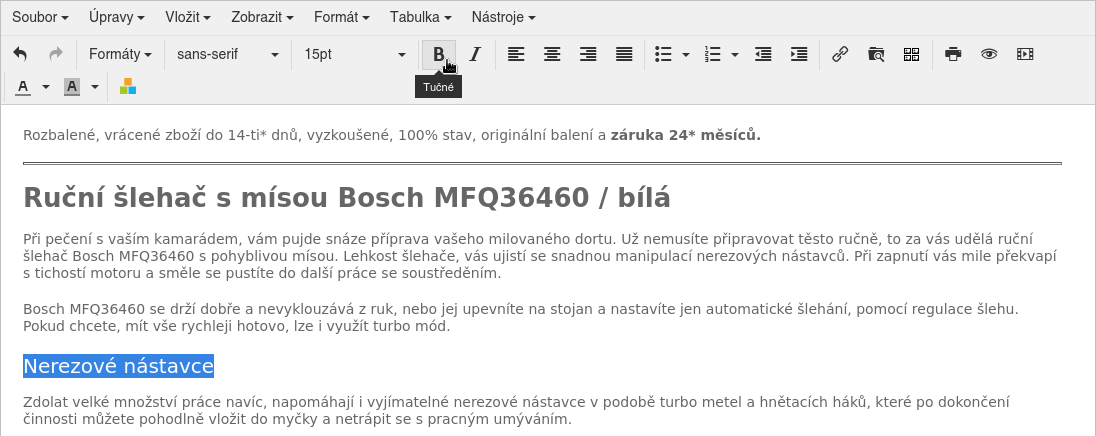 Soubor Úpravy Vložit Zobrazit Formát Tabulka Nástroje
Formáty sans-serif 15pt B I
A A
Tučné
Rozbalené, vrácené zboží do 14-ti* dnů, vyzkoušené, 100% stav, originální balení a záruka 24* měsíců.
Ruční šlehač s mísou Bosch MFQ36460 / bílá
Při pečení s vaším kamarádem, vám pujde snáze příprava vašeho milovaného dortu. Už nemusíte připravovat těsto ručně, to za vás udělá ruční
šlehač Bosch MFQ36460 s pohyblivou mísou. Lehkost šlehače, vás ujistí se snadnou manipulací nerezových nástavců. Při zapnutí vás mile překvapí
s tichostí motoru a směle se pustíte do další práce se soustředěním.
Bosch MFQ36460 se drží dobře a nevyklouzává z ruk, nebo jej upevníte na stojan a nastavíte jen automatické šlehání, pomocí regulace šlehu.
Pokud chcete, mít vše rychleji hotovo, lze i využít turbo mód.
Nerezové nástavce
Zdolat velké množství práce navíc, napomáhají i vyjímatelné nerezové nástavce v podobě turbo metel a hnětacích háků, které po dokončení
činnosti můžete pohodlně vložit do myčky a netrápit se s pracným umýváním.